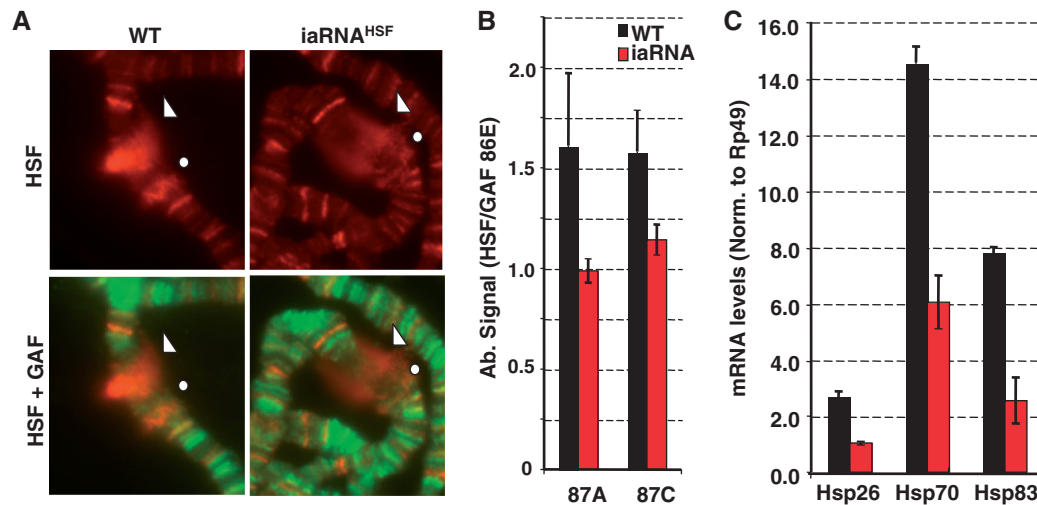 A
WT
iaRNAHSF
HSF
HSF + GAF
B
WT
iaRNA
Ab. Signal (HSF/GAF 86E)
2.0
1.5
1.0
0.5
0
87A
87C
C
mRNA levels (Norm. to Rp49)
16.0
14.0
12.0
10.0
8.0
6.0
4.0
2.0
0.0
Hsp26
Hsp70
Hsp83